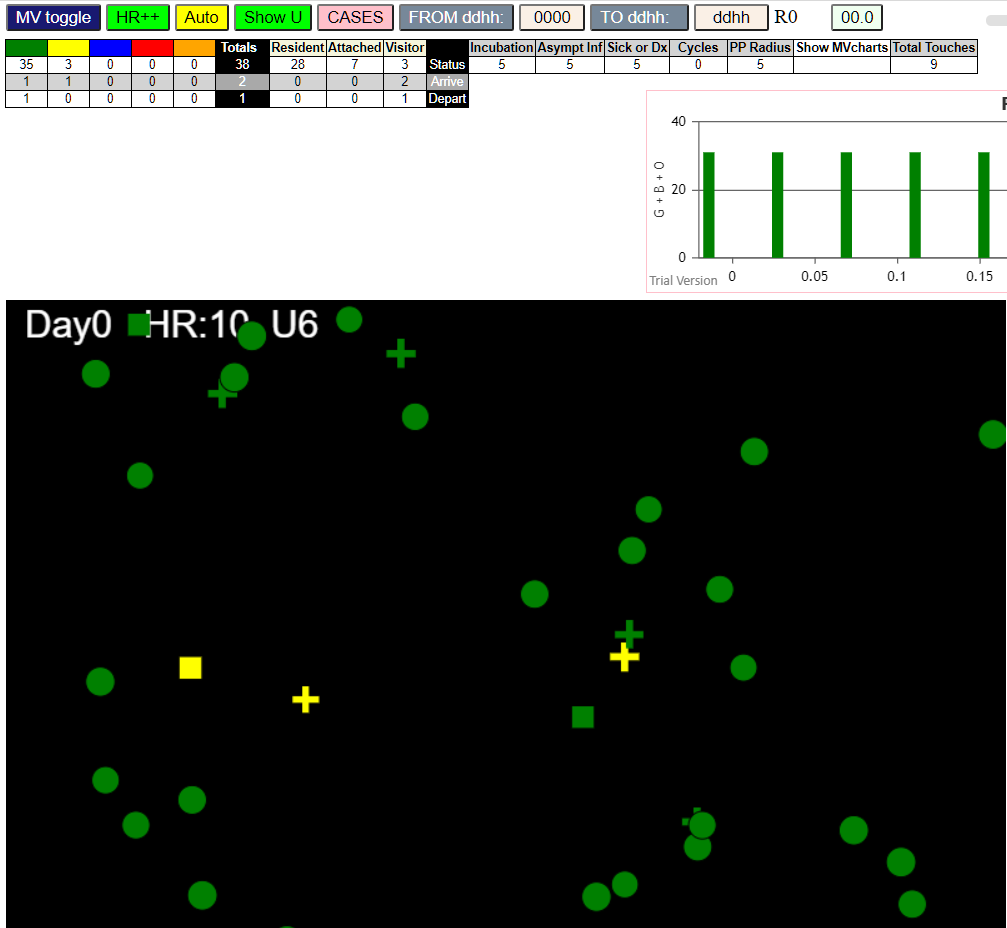 MV toggle HR++ Auto Show U CASES FROM ddhh: 0000 TO ddhh: ddhh R0 00.0
Totals Resident Attached Visitor Incubation Asympt Inf Sick or Dx Cycles PP Radius Show MVcharts Total Touches
35 3 0 0 0 38 28 7 3 Status 5 5 5 0 5 9
1 1 0 0 0 2 0 0 2 Arrive
1 0 0 0 0 1 0 0 1 Depart
40
20
0
G + B + O
0 0.05 0.1 0.15
Trial Version
Day0 HR:10 U6